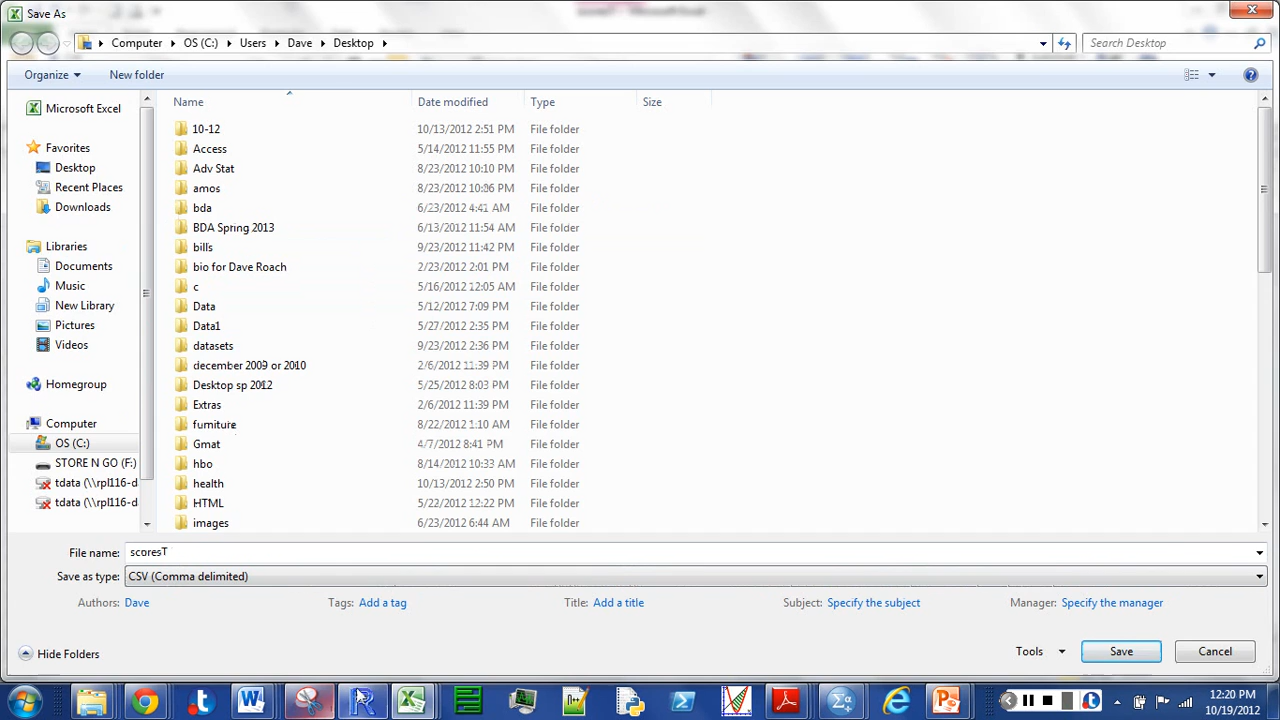 Save As
Computer ▸ OS (C:) ▸ Users ▸ Dave ▸ Desktop ▸
Search Desktop
Organize ▾ New folder
Name Date modified Type Size
Microsoft Excel
Favorites
Desktop
Recent Places
Downloads
Libraries
Documents
Music
New Library
Pictures
Videos
Homegroup
Computer
OS (C:)
STORE N GO (F:)
tdata (\\rpl116-d
tdata (\\rpl116-d
10-12 10/13/2012 2:51 PM File folder
Access 5/14/2012 11:55 PM File folder
Adv Stat 8/23/2012 10:10 PM File folder
amos 8/23/2012 10:06 PM File folder
bda 6/23/2012 4:41 AM File folder
BDA Spring 2013 6/13/2012 11:54 AM File folder
bills 9/23/2012 11:42 PM File folder
bio for Dave Roach 2/23/2012 2:01 PM File folder
c 5/16/2012 12:05 AM File folder
Data 5/12/2012 7:09 PM File folder
Data1 5/27/2012 2:35 PM File folder
datasets 9/23/2012 2:36 PM File folder
december 2009 or 2010 2/6/2012 11:39 PM File folder
Desktop sp 2012 5/25/2012 8:03 PM File folder
Extras 2/6/2012 11:39 PM File folder
furniture 8/22/2012 1:10 AM File folder
Gmat 4/7/2012 8:41 PM File folder
hbo 8/14/2012 10:33 AM File folder
health 10/13/2012 2:50 PM File folder
HTML 5/22/2012 12:22 PM File folder
images 6/23/2012 6:44 AM File folder
File name: scoresT
Save as type: CSV (Comma delimited)
Authors: Dave Tags: Add a tag Title: Add a title Subject: Specify the subject Manager: Specify the manager
Hide Folders Tools Save Cancel
12:20 PM
10/19/2012